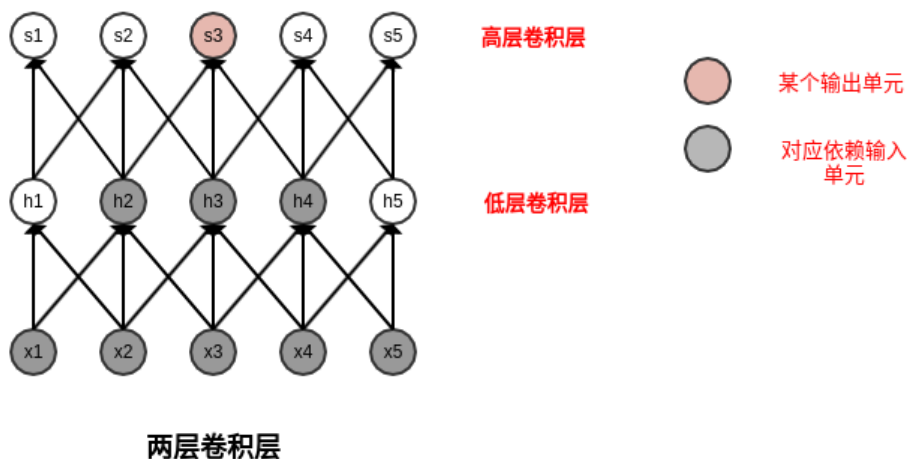 s1 s2 s3 s4 s5
高层卷积层
某个输出单元
对应依赖输入
单元
h1 h2 h3 h4 h5
低层卷积层
x1 x2 x3 x4 x5
两层卷积层